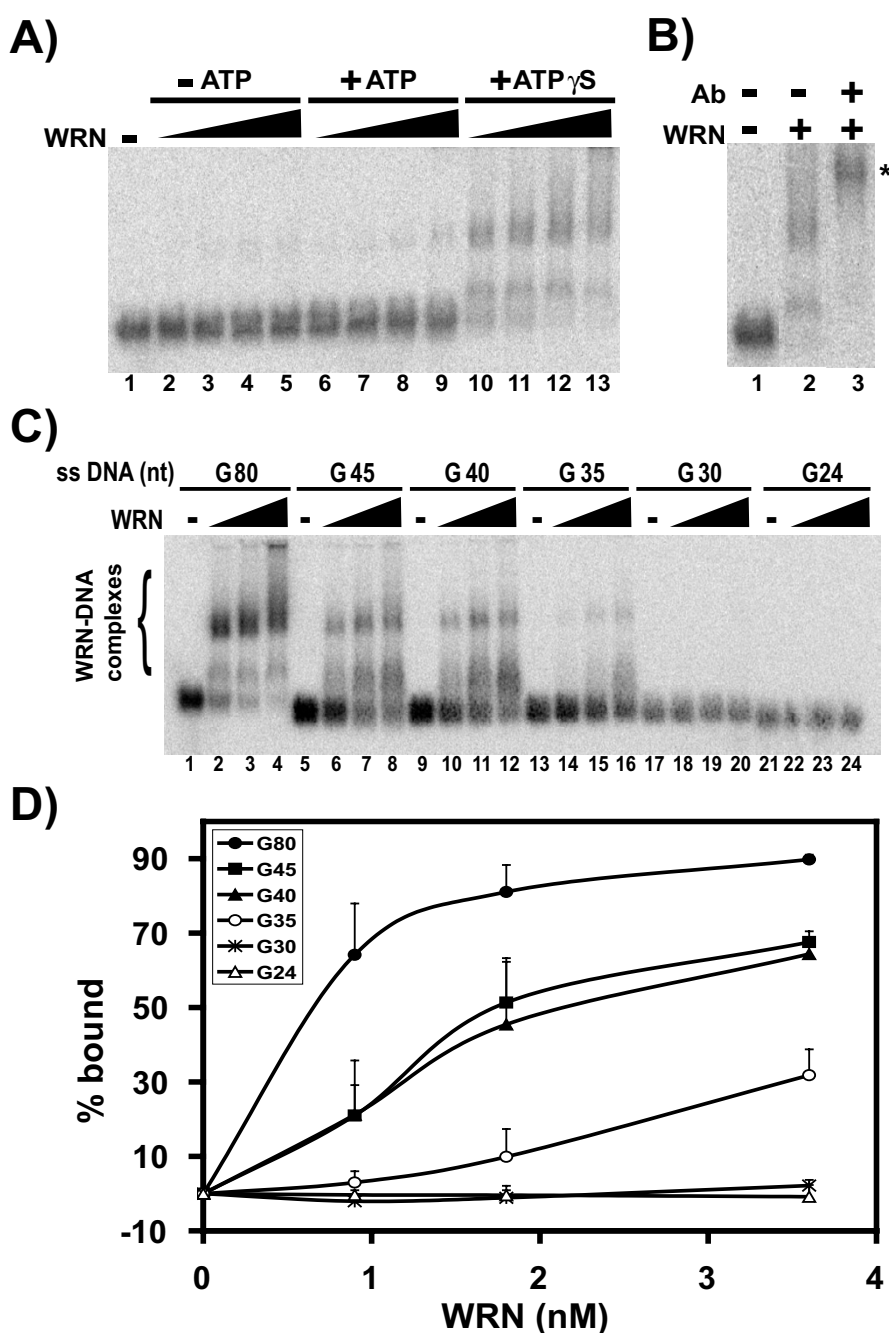 A)
- ATP + ATP + ATPγS
WRN -
1 2 3 4 5 6 7 8 9 10 11 12 13
B)
Ab - - +
WRN - + +
*
1 2 3
C)
ss DNA (nt) G80 G45 G40 G35 G30 G24
WRN - - - - - -
WRN-DNA
complexes
1 2 3 4 5 6 7 8 9 10 11 12 13 14 15 16 17 18 19 20 21 22 23 24
D)
G80
G45
G40
G35
G30
G24
90
70
50
30
10
-10
% bound
0 1 2 3 4
WRN (nM)